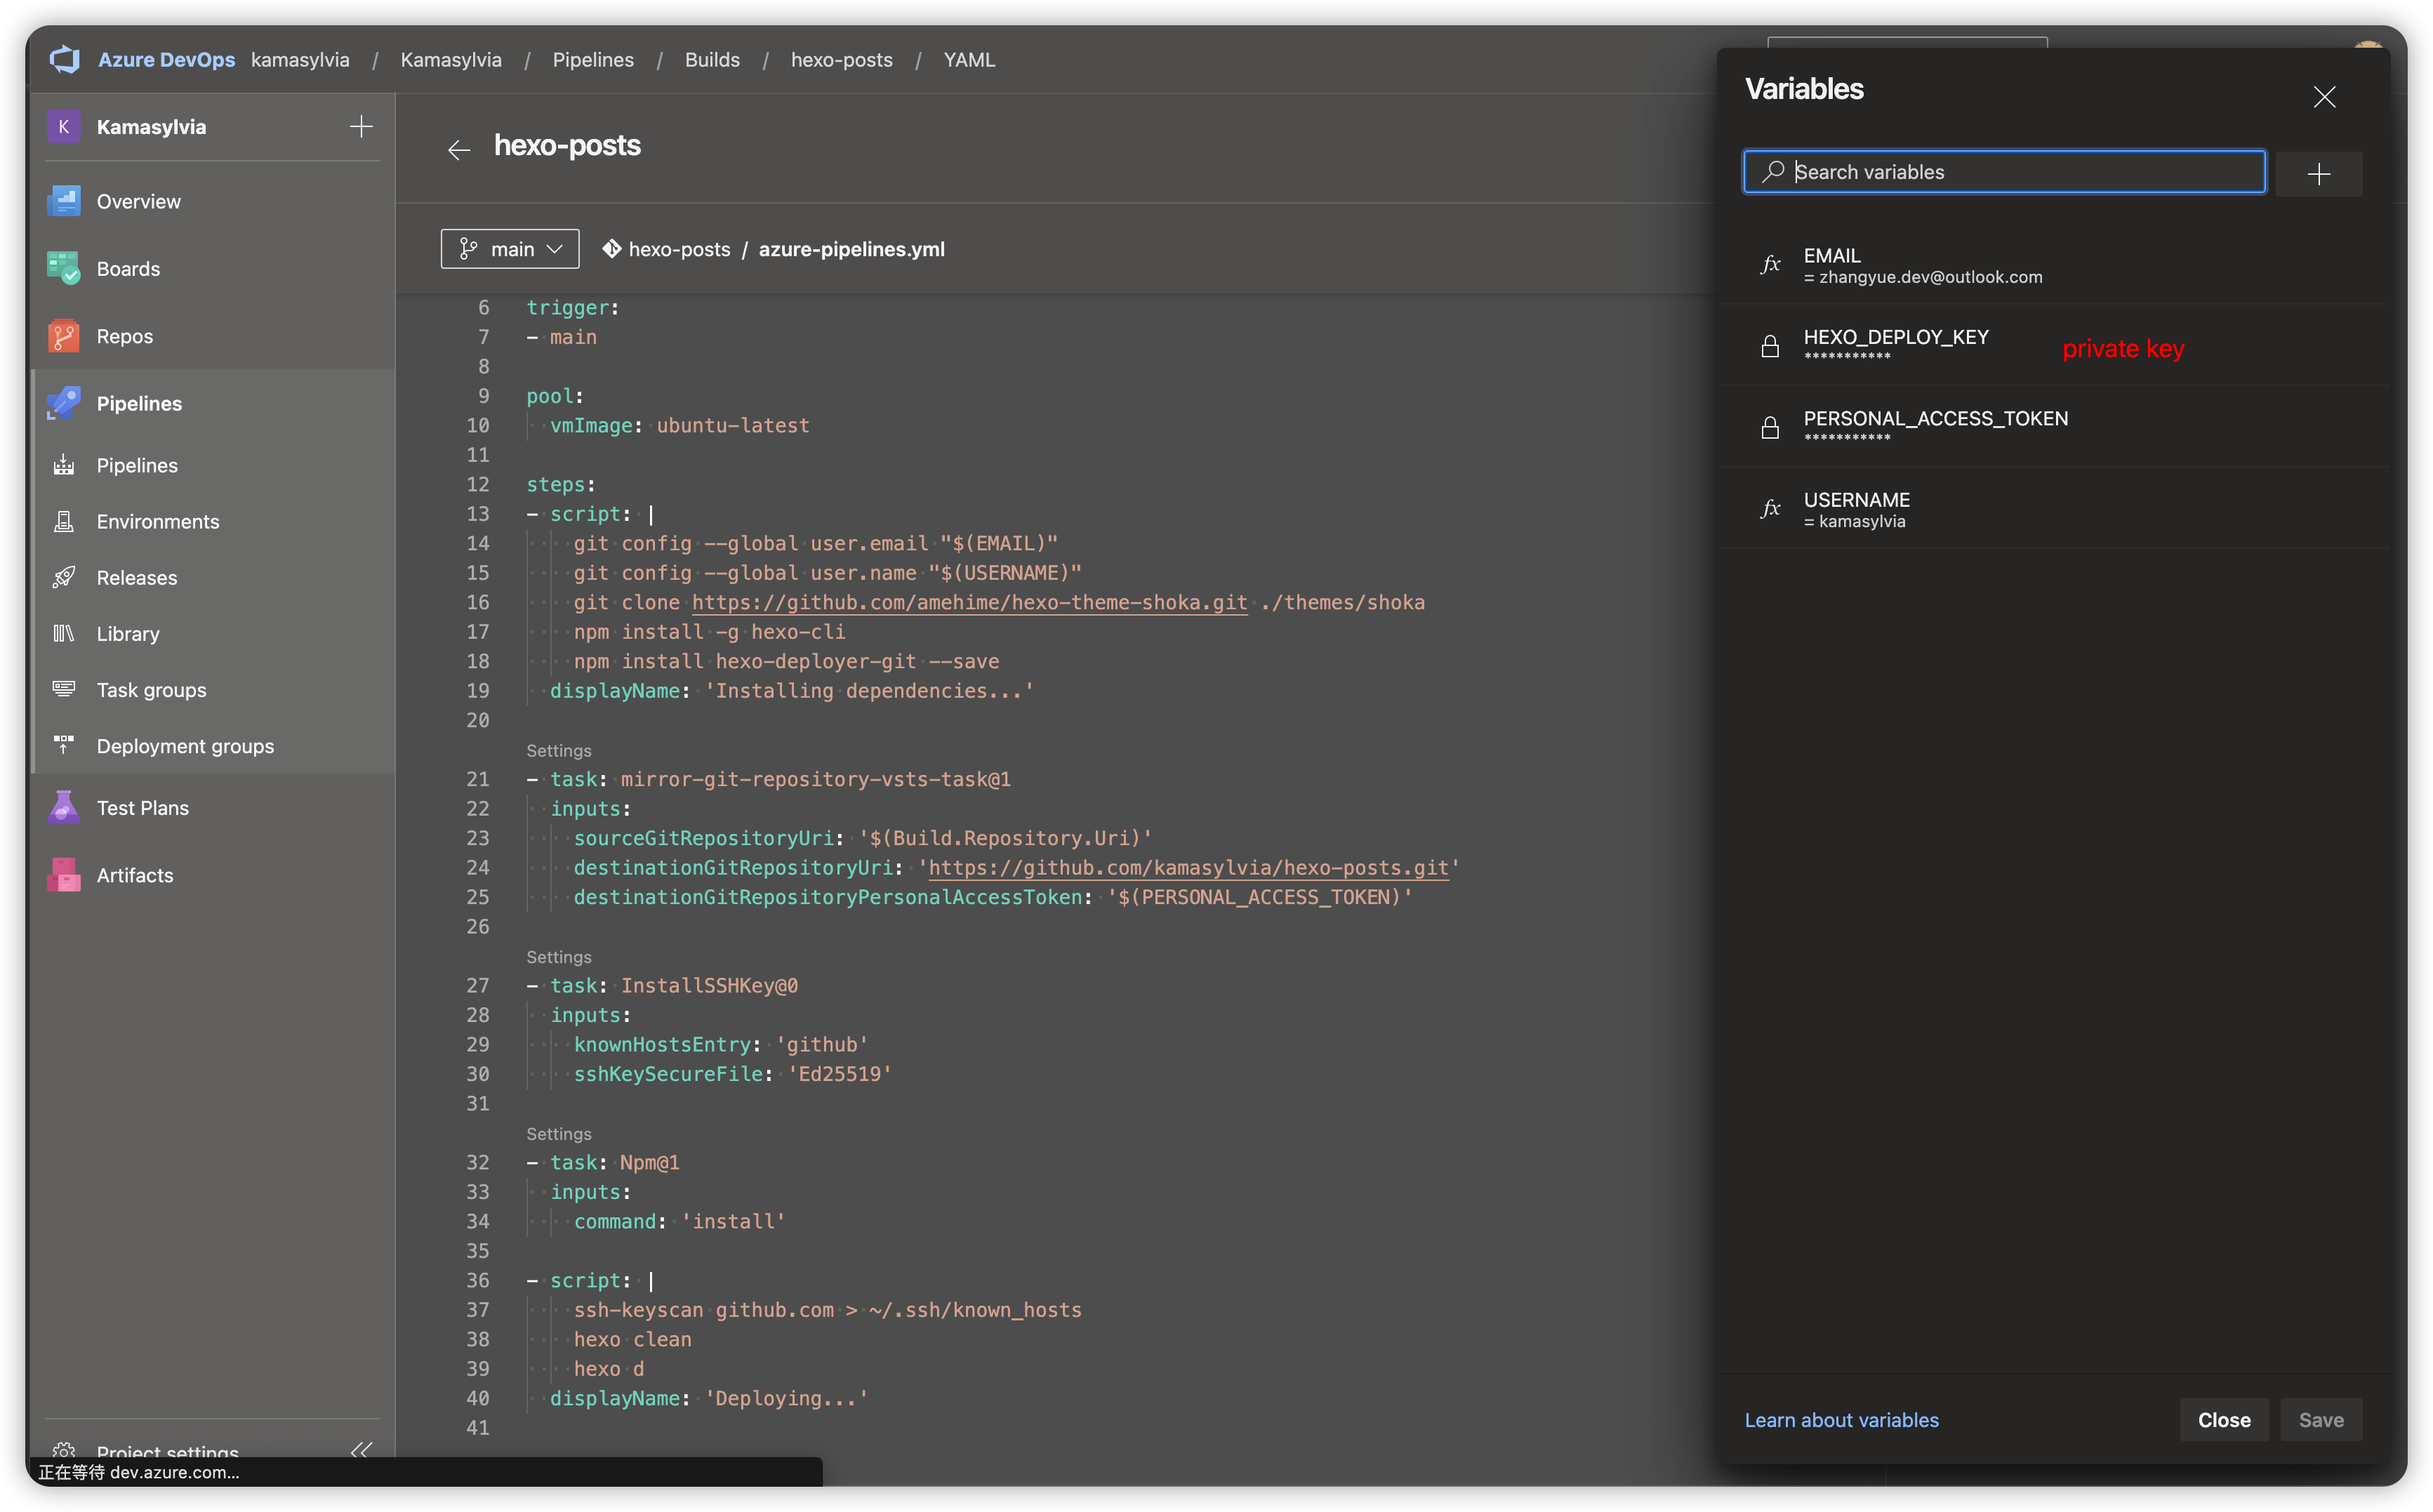 Azure DevOps kamasylvia / Kamasylvia / Pipelines / Builds / hexo-posts / YAML
K Kamasylvia
Overview
Boards
Repos
Pipelines
Pipelines
Environments
Releases
Library
Task groups
Deployment groups
Test Plans
Artifacts
Project settings
正在等待 dev.azure.com...
hexo-posts
main hexo-posts / azure-pipelines.yml
6 trigger:
7 - main
8
9 pool:
10 vmImage: ubuntu-latest
11
12 steps:
13 - script: |
14 git config --global user.email "$(EMAIL)"
15 git config --global user.name "$(USERNAME)"
16 git clone https://github.com/amehime/hexo-theme-shoka.git ./themes/shoka
17 npm install -g hexo-cli
18 npm install hexo-deployer-git --save
19 displayName: 'Installing dependencies...'
20
Settings
21 - task: mirror-git-repository-vsts-task@1
22 inputs:
23 sourceGitRepositoryUri: '$(Build.Repository.Uri)'
24 destinationGitRepositoryUri: 'https://github.com/kamasylvia/hexo-posts.git'
25 destinationGitRepositoryPersonalAccessToken: '$(PERSONAL_ACCESS_TOKEN)'
26
Settings
27 - task: InstallSSHKey@0
28 inputs:
29 knownHostsEntry: 'github'
30 sshKeySecureFile: 'Ed25519'
31
Settings
32 - task: Npm@1
33 inputs:
34 command: 'install'
35
36 - script: |
37 ssh-keyscan github.com > ~/.ssh/known_hosts
38 hexo clean
39 hexo d
40 displayName: 'Deploying...'
41
Variables
Search variables
fx EMAIL
= zhangyue.dev@outlook.com
HEXO_DEPLOY_KEY
***********
private key
PERSONAL_ACCESS_TOKEN
***********
fx USERNAME
= kamasylvia
Learn about variables
Close Save